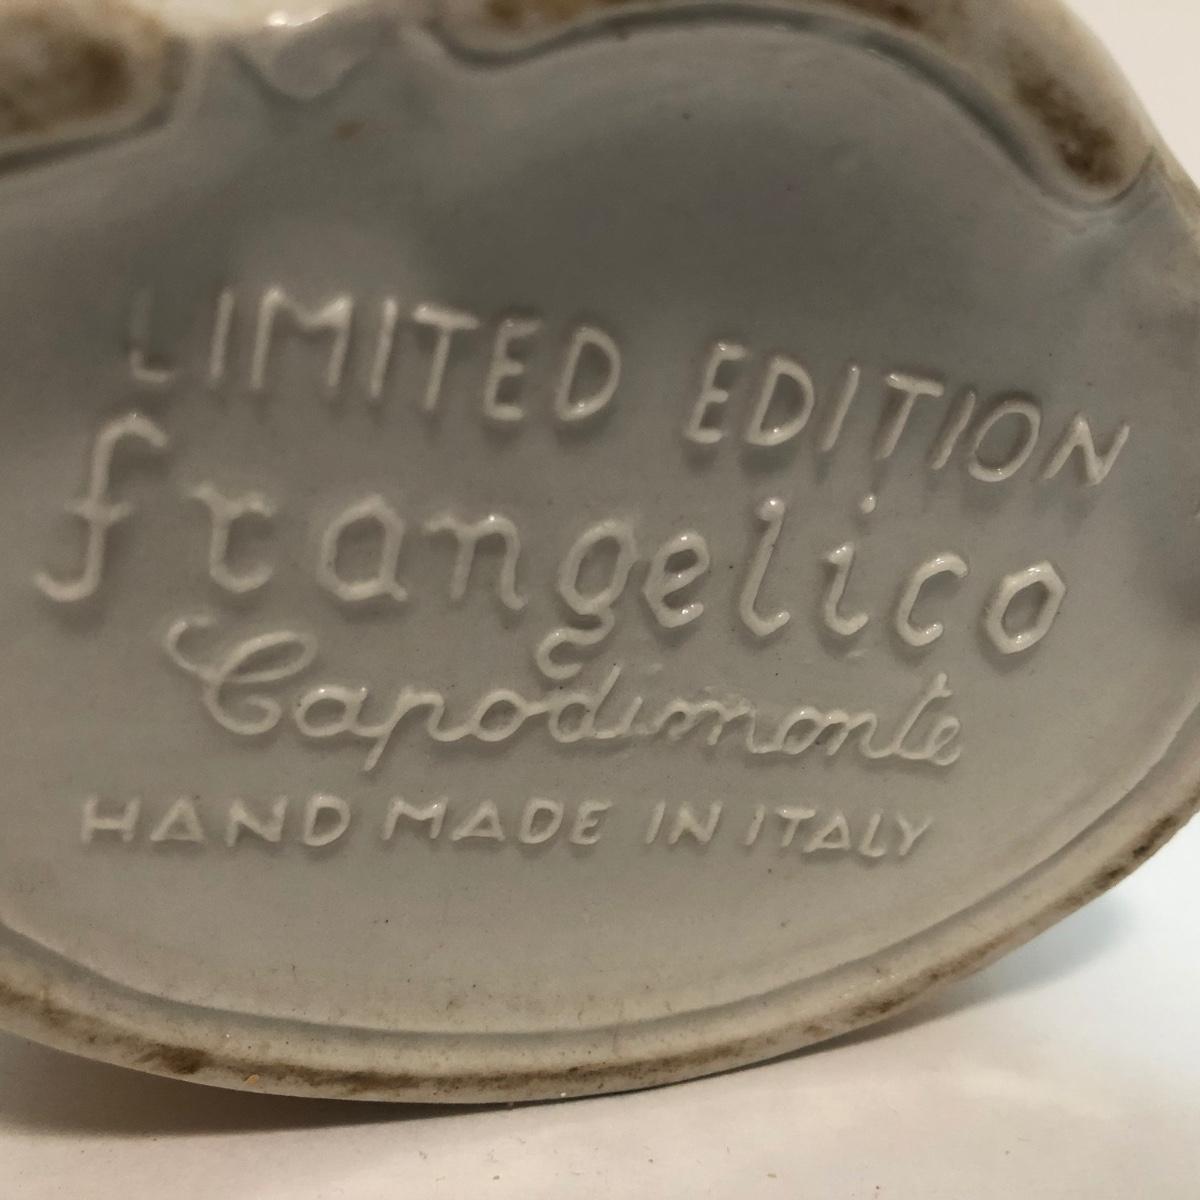 LIMITED EDITION
frangelico
Capodimonte
HAND MADE IN ITALY